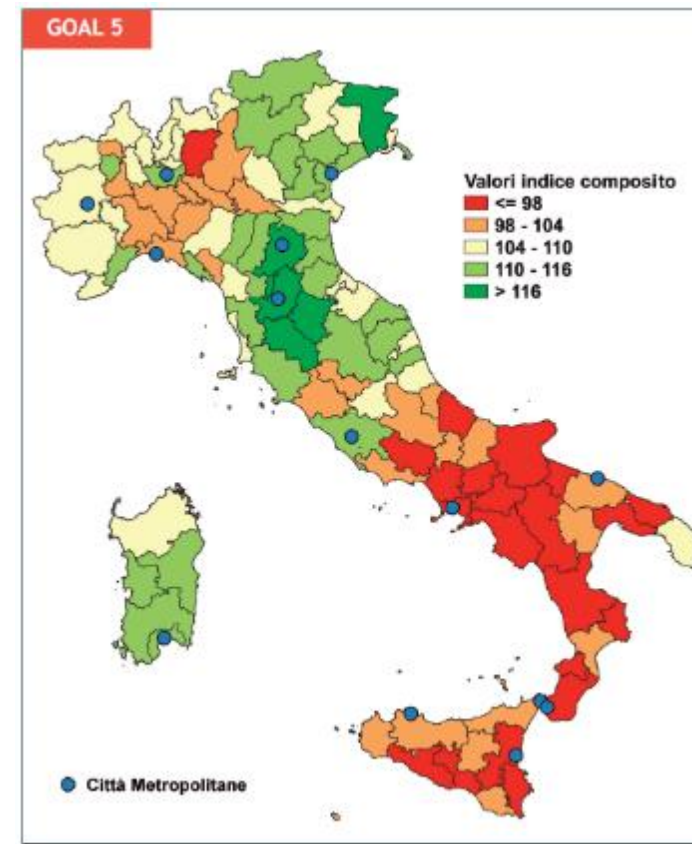 GOAL 5
Valori indice composito
<= 98
98 - 104
104 - 110
110 - 116
> 116
Città Metropolitane